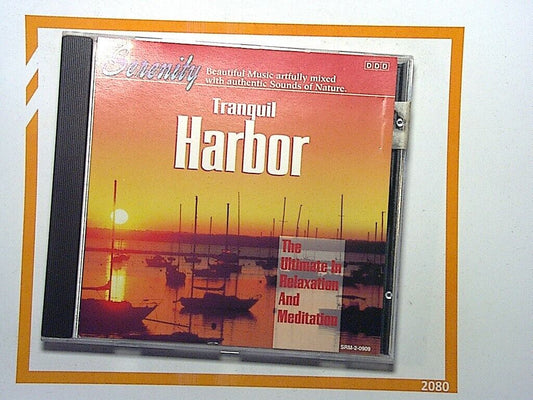 Serenity
Beautiful Music artfully mixed
with authentic Sounds of Nature.
DDD
Tranquil
Harbor
The
Ultimate in
Relaxation
And
Meditation
SRM-2-0909
2080